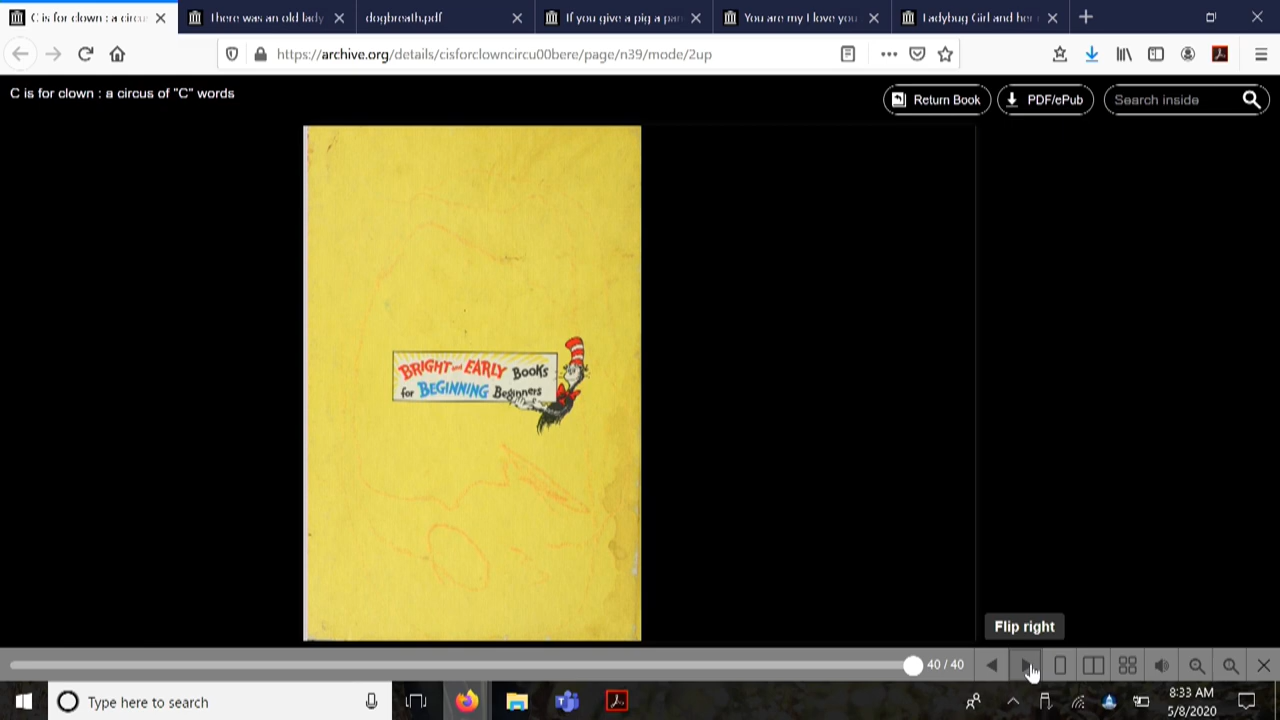 C is for clown : a circu
There was an old lady
dogbreath.pdf
If you give a pig a pan
You are my I love you
Ladybug Girl and her
https://archive.org/details/cisforclowncircu00bere/page/n39/mode/2up
C is for clown : a circus of "C" words
Return Book
PDF/ePub
Search inside
BRIGHT and EARLY Books
for BEGINNING Beginners
Flip right
40 / 40
Type here to search
8:33 AM
5/8/2020